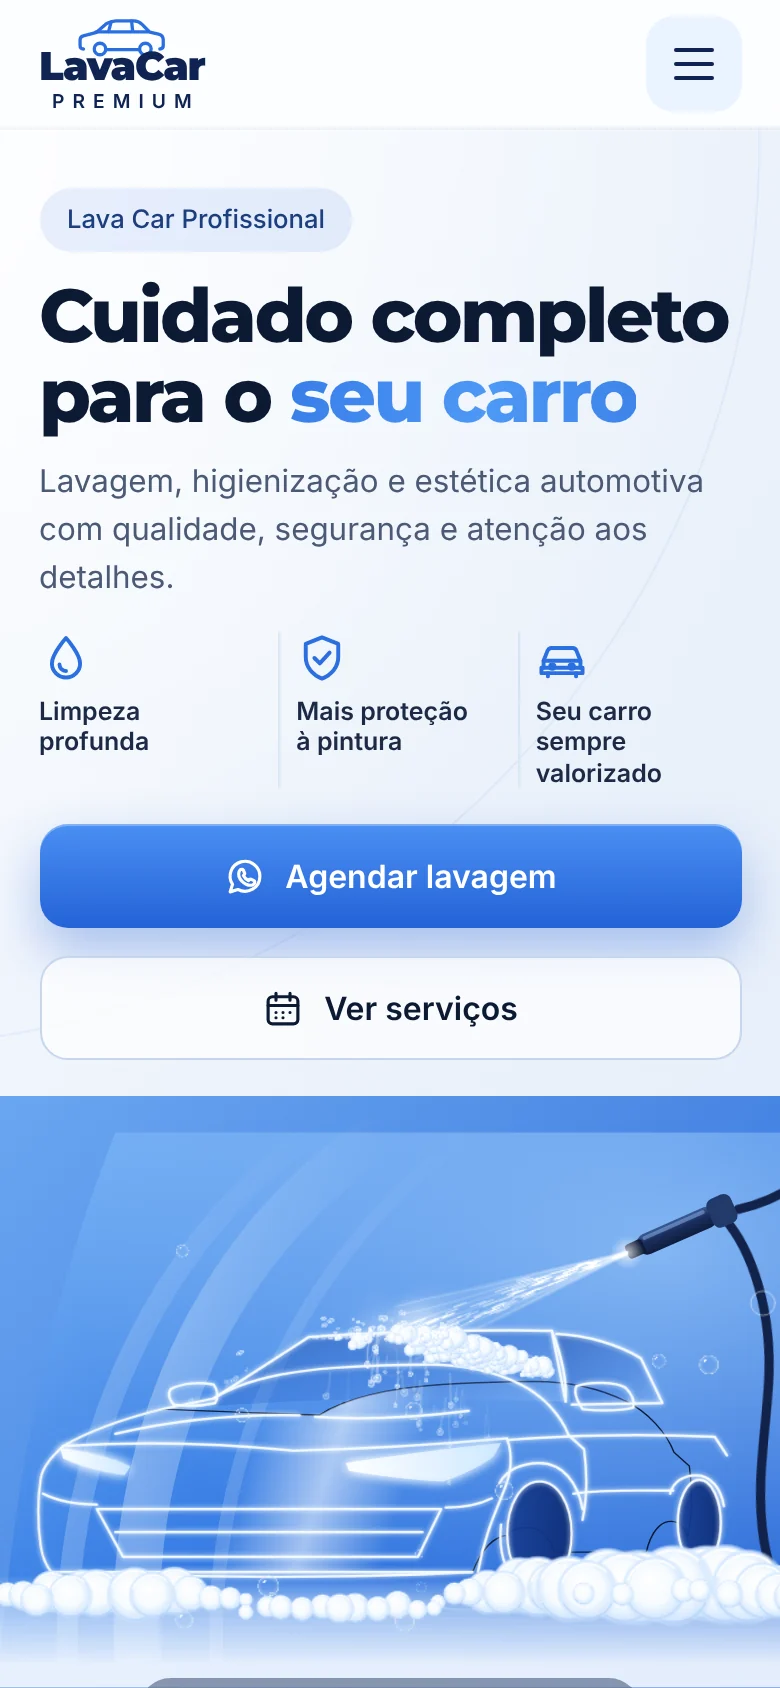 LavaCar
PREMIUM
Lava Car Profissional
Cuidado completo
para o seu carro
Lavagem, higienização e estética automotiva
com qualidade, segurança e atenção aos
detalhes.
Limpeza
profunda
Mais proteção
à pintura
Seu carro
sempre
valorizado
Agendar lavagem
Ver serviços